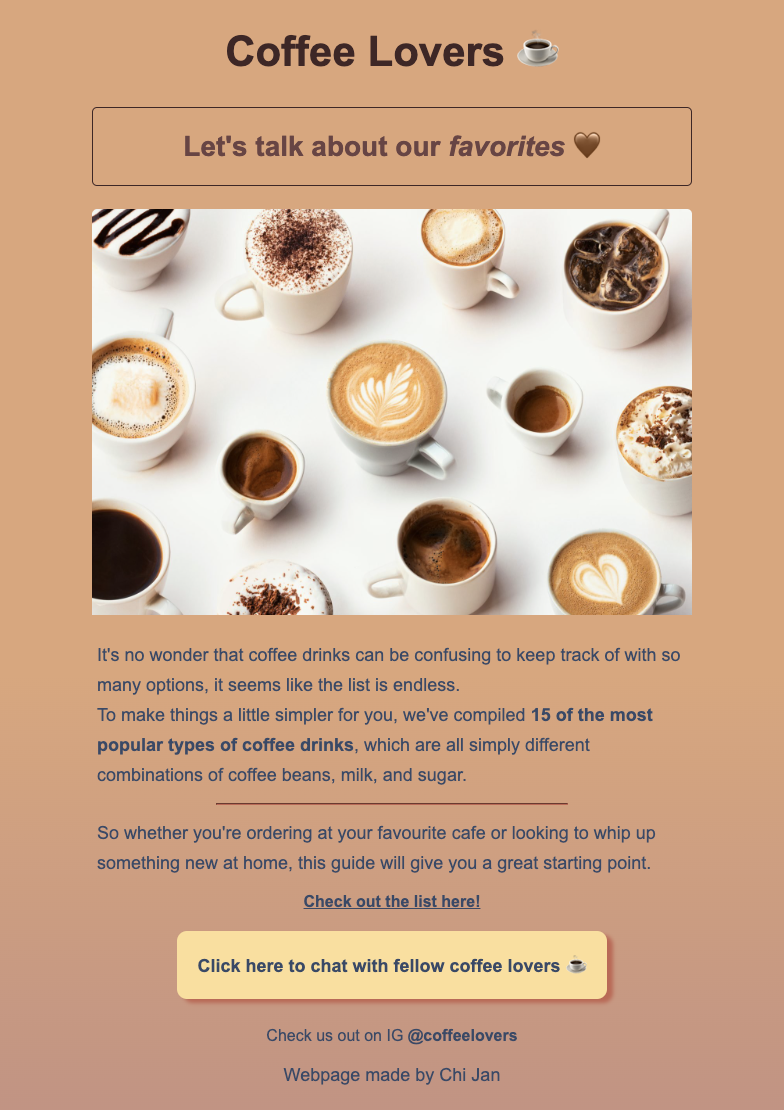 Coffee Lovers ☕
Let's talk about our favorites 🤎
It's no wonder that coffee drinks can be confusing to keep track of with so
many options, it seems like the list is endless.
To make things a little simpler for you, we've compiled 15 of the most
popular types of coffee drinks, which are all simply different
combinations of coffee beans, milk, and sugar.
So whether you're ordering at your favourite cafe or looking to whip up
something new at home, this guide will give you a great starting point.
Check out the list here!
Click here to chat with fellow coffee lovers ☕
Check us out on IG @coffeelovers
Webpage made by Chi Jan